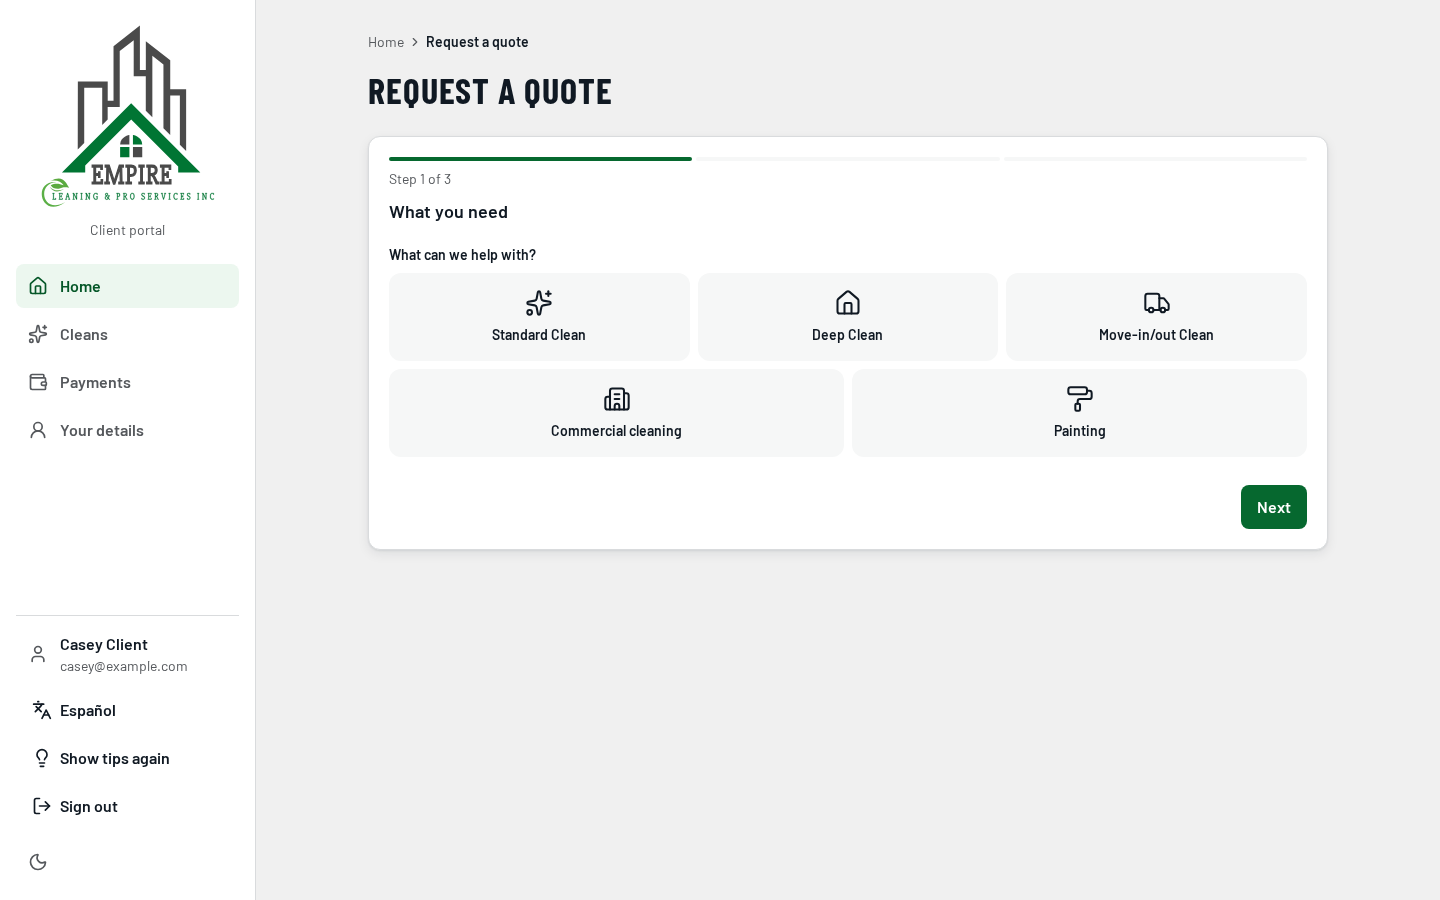 EMPIRE
LEANING & PRO SERVICES INC
Client portal
Home
Cleans
Payments
Your details
Casey Client
casey@example.com
Español
Show tips again
Sign out
Home > Request a quote
REQUEST A QUOTE
Step 1 of 3
What you need
What can we help with?
Standard Clean
Deep Clean
Move-in/out Clean
Commercial cleaning
Painting
Next